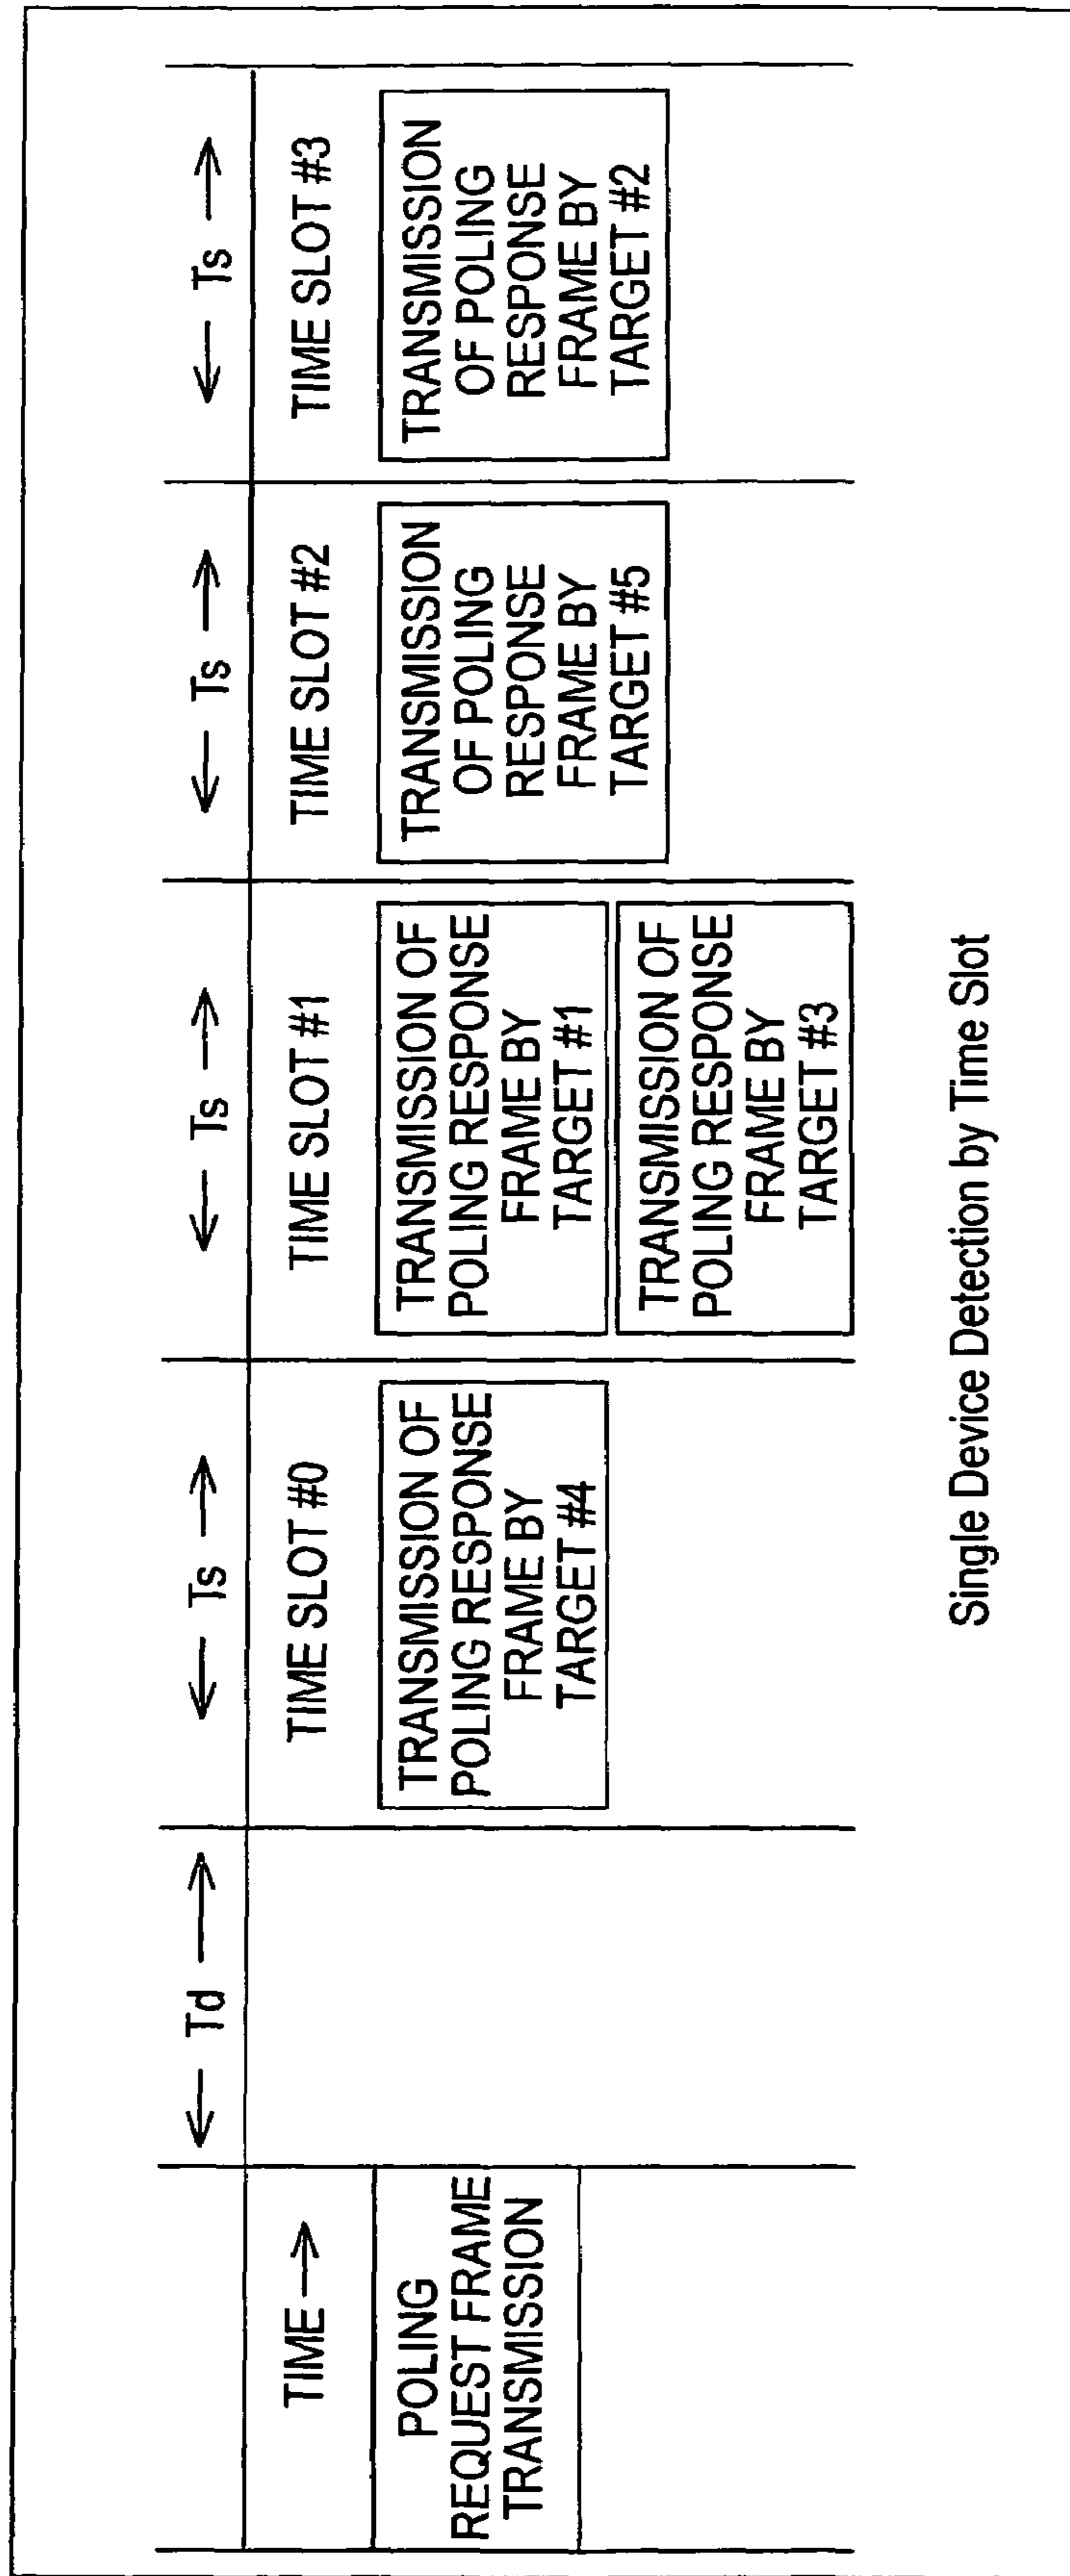 ← Td →
← Ts →
← Ts →
← Ts →
← Ts →
TIME →
TIME SLOT #0
TIME SLOT #1
TIME SLOT #2
TIME SLOT #3
POLING
REQUEST FRAME
TRANSMISSION
TRANSMISSION OF
POLING RESPONSE
FRAME BY
TARGET #4
TRANSMISSION OF
POLING RESPONSE
FRAME BY
TARGET #1
TRANSMISSION OF
POLING RESPONSE
FRAME BY
TARGET #3
TRANSMISSION
OF POLING
RESPONSE
FRAME BY
TARGET #5
TRANSMISSION
OF POLING
RESPONSE
FRAME BY
TARGET #2
Single Device Detection by Time Slot